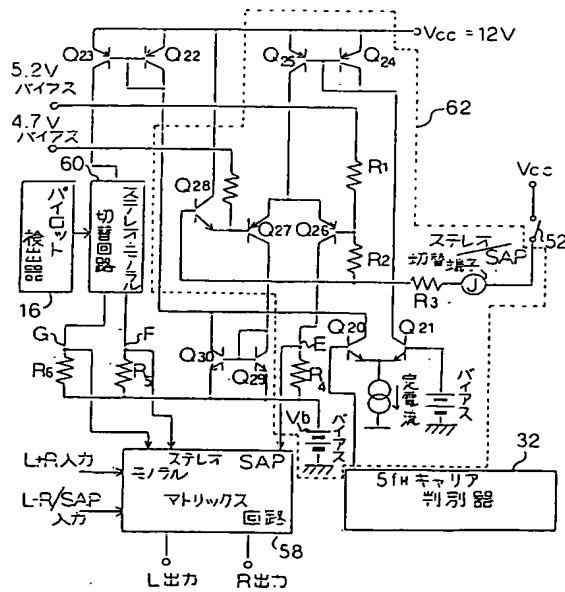 Vcc = 12V
Q23
Q22
Q25
Q24
5.2V
バイアス
4.7V
バイアス
62
60
Q28
R1
Vcc
パイロット
検出器
ステレオ/モノラル
切替回路
Q27
Q26
ステレオ/SAP
切替端子
52
R2
J
R3
16
G
F
E
Q20
Q21
R6
R5
Q30
Q29
R4
定電流
バイアス
Vb
バイアス
32
5fHキャリア
判別器
L+R入力
L-R/SAP
入力
ステレオ
SAP
モノラル
マトリックス
回路
58
L出力
R出力